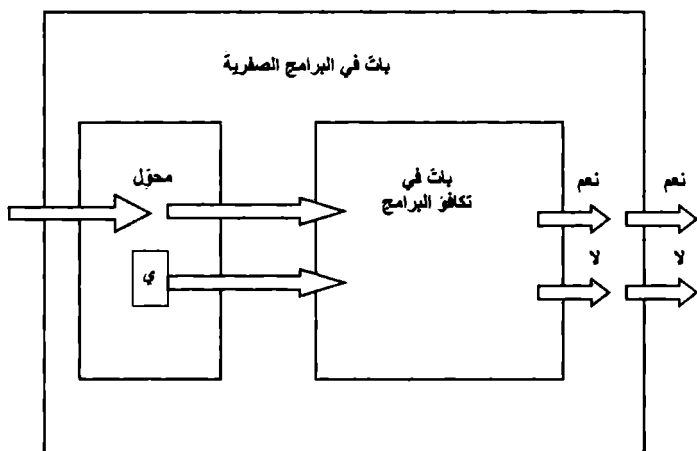 باتّ في البرامج الصفرية
محوّل
باتّ في
تكافؤ البرامج
نعم
نعم
ي
لا
لا